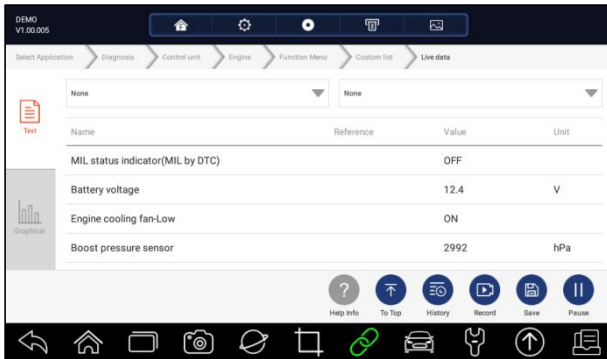 DEMO
V1.00.005
Select Application Diagnosis Control unit Engine Function Menu Custom list Live data
None None
Text
Name Reference Value Unit
MIL status indicator(MIL by DTC) OFF
Battery voltage 12.4 V
Engine cooling fan-Low ON
Boost pressure sensor 2992 hPa
Graphical
Help Info To Top History Record Save Pause